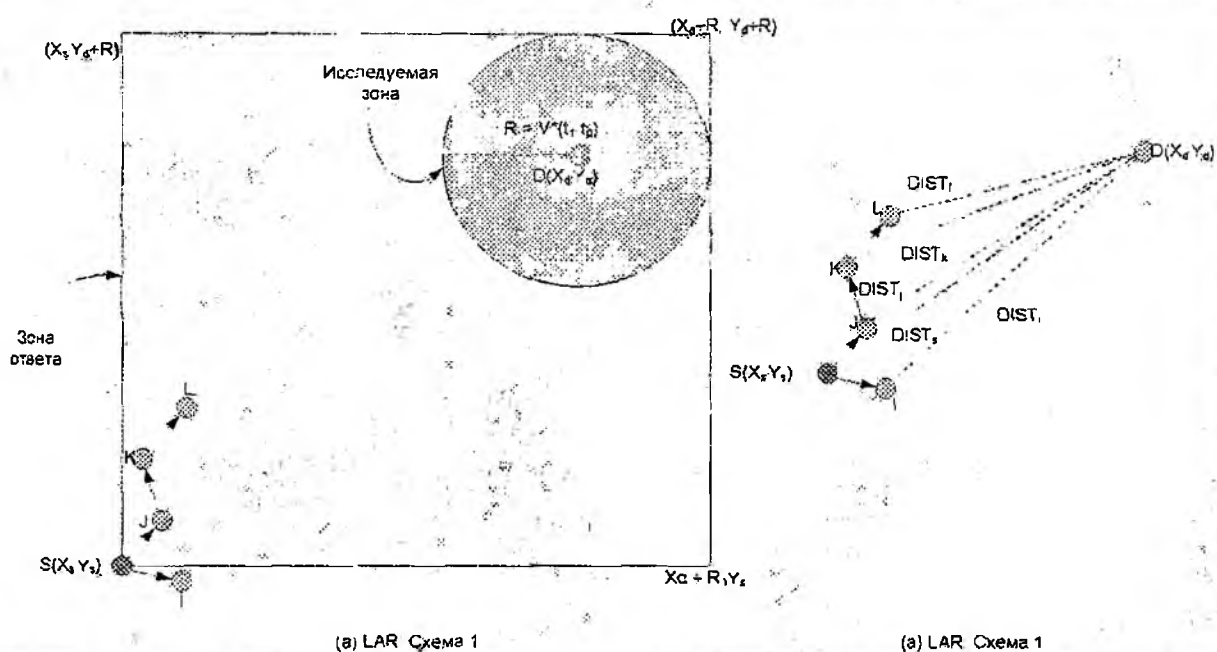 (Xs Yd+R)
(Xd+R, Yd+R)
Исследуемая
зона
R = V*(t1 t0)
D(Xd Yd)
Зона
ответа
L
K
J
S(Xs Ys)
I
Xd + R, Ys
(a) LAR Схема 1
D(Xd Yd)
DISTl
L
DISTk
K
DISTj
DISTi
J
DISTs
S(Xs Ys)
I
(a) LAR Схема 1